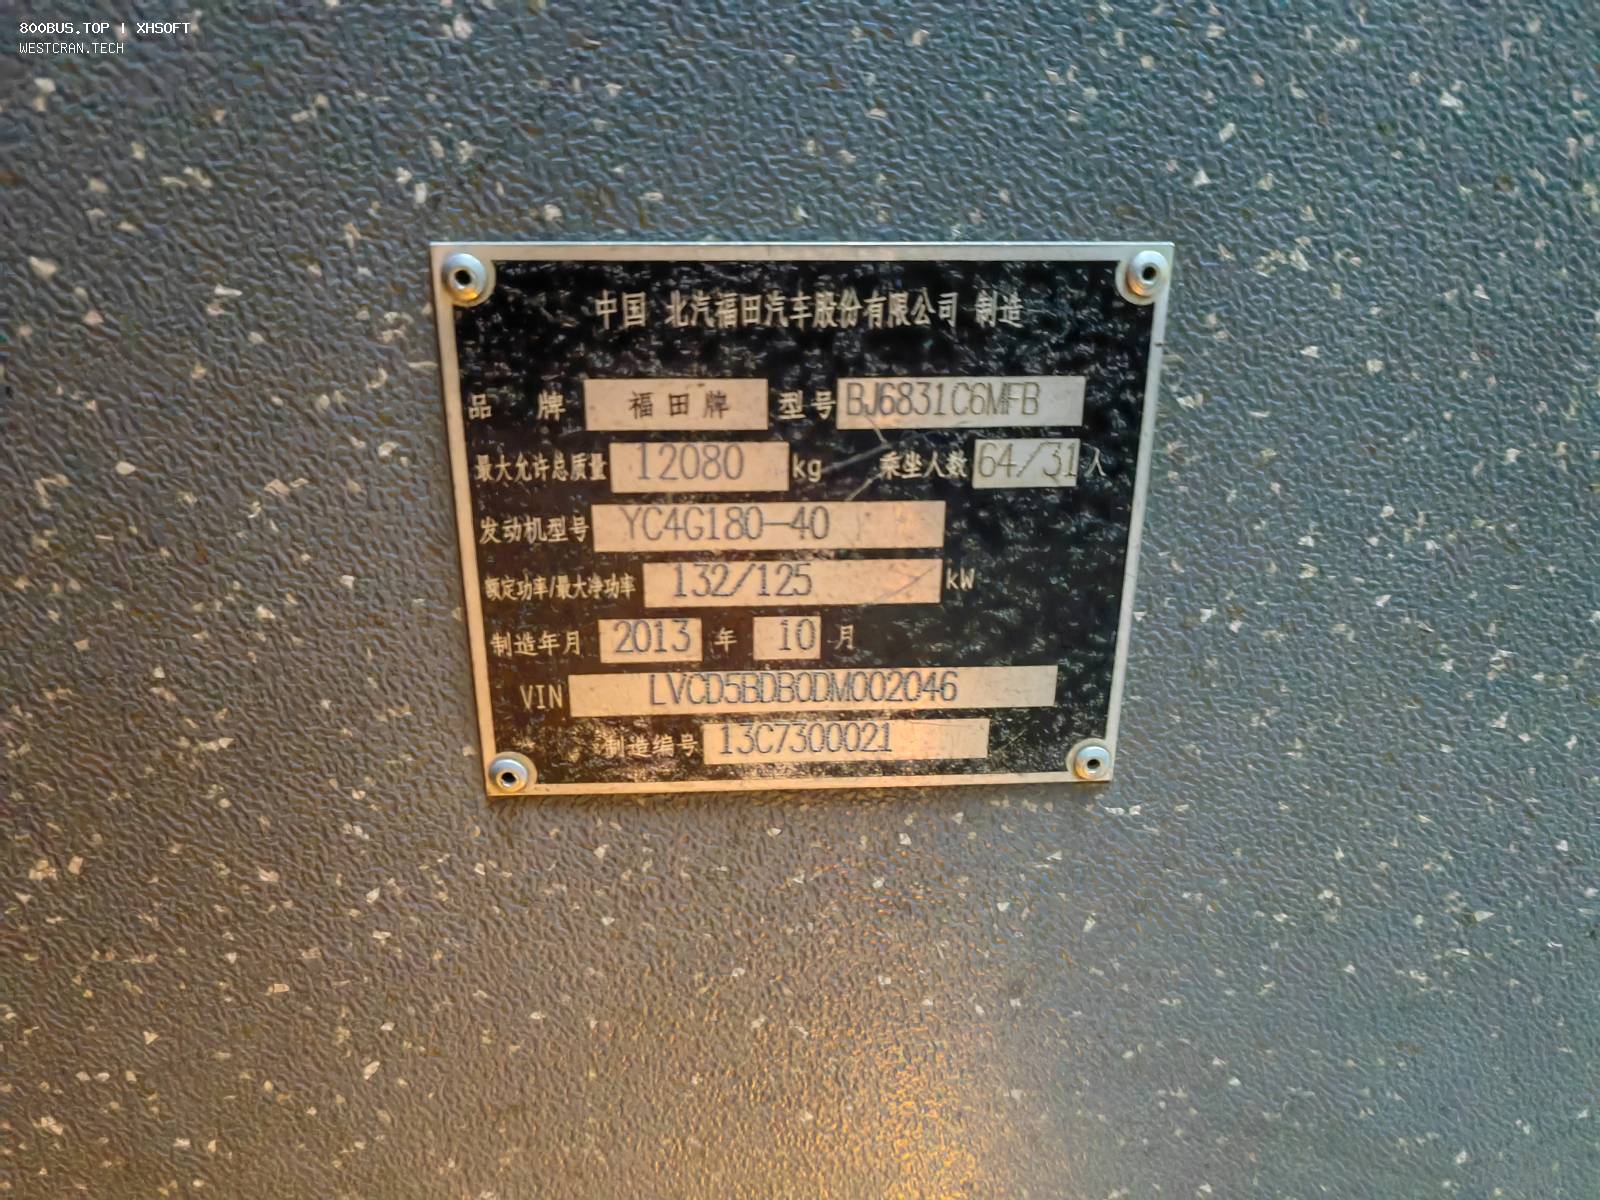 800BUS.TOP | XHSOFT
WESTCRAN.TECH
中国 北汽福田汽车股份有限公司 制造
品 牌 福田牌 型号 BJ6831C6MFB
最大允许总质量 12080 kg 乘坐人数 64/31 人
发动机型号 YC4G180-40
额定功率/最大净功率 132/125 kW
制造年月 2013 年 10 月
VIN LVCD5BDB0DM002046
制造编号 13C7300021